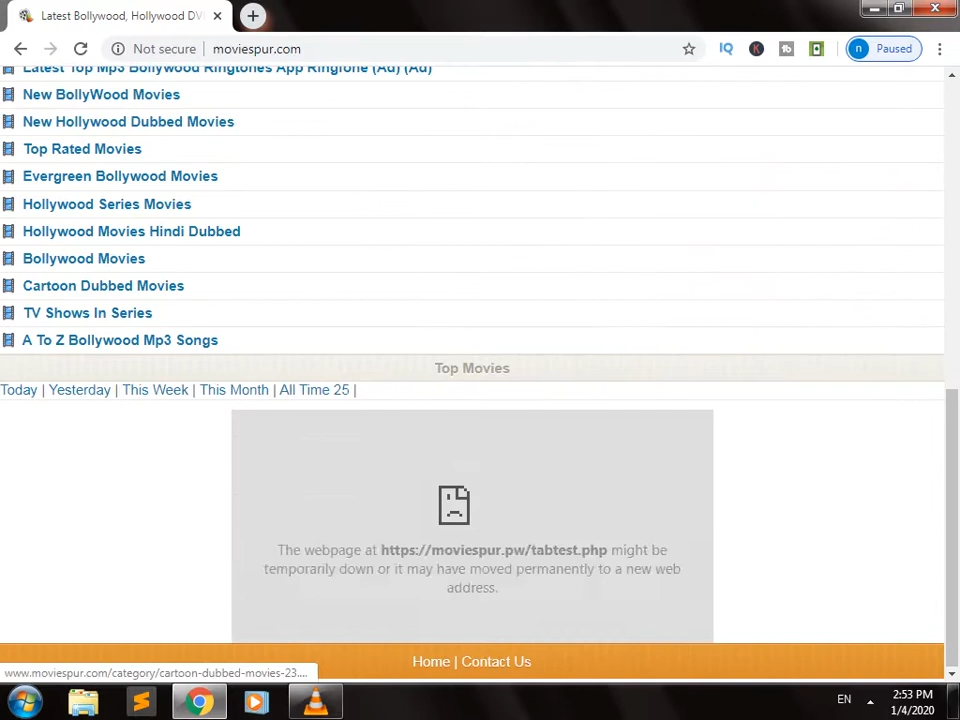 Latest Bollywood, Hollywood DV
Not secure | moviespur.com
IQ
K
tb
n Paused
Latest Top Mp3 Bollywood Ringtones App Ringtone (Ad) (Ad)
New BollyWood Movies
New Hollywood Dubbed Movies
Top Rated Movies
Evergreen Bollywood Movies
Hollywood Series Movies
Hollywood Movies Hindi Dubbed
Bollywood Movies
Cartoon Dubbed Movies
TV Shows In Series
A To Z Bollywood Mp3 Songs
Top Movies
Today | Yesterday | This Week | This Month | All Time 25 |
The webpage at https://moviespur.pw/tabtest.php might be
temporarily down or it may have moved permanently to a new web
address.
Home | Contact Us
www.moviespur.com/category/cartoon-dubbed-movies-23....
EN
2:53 PM
1/4/2020